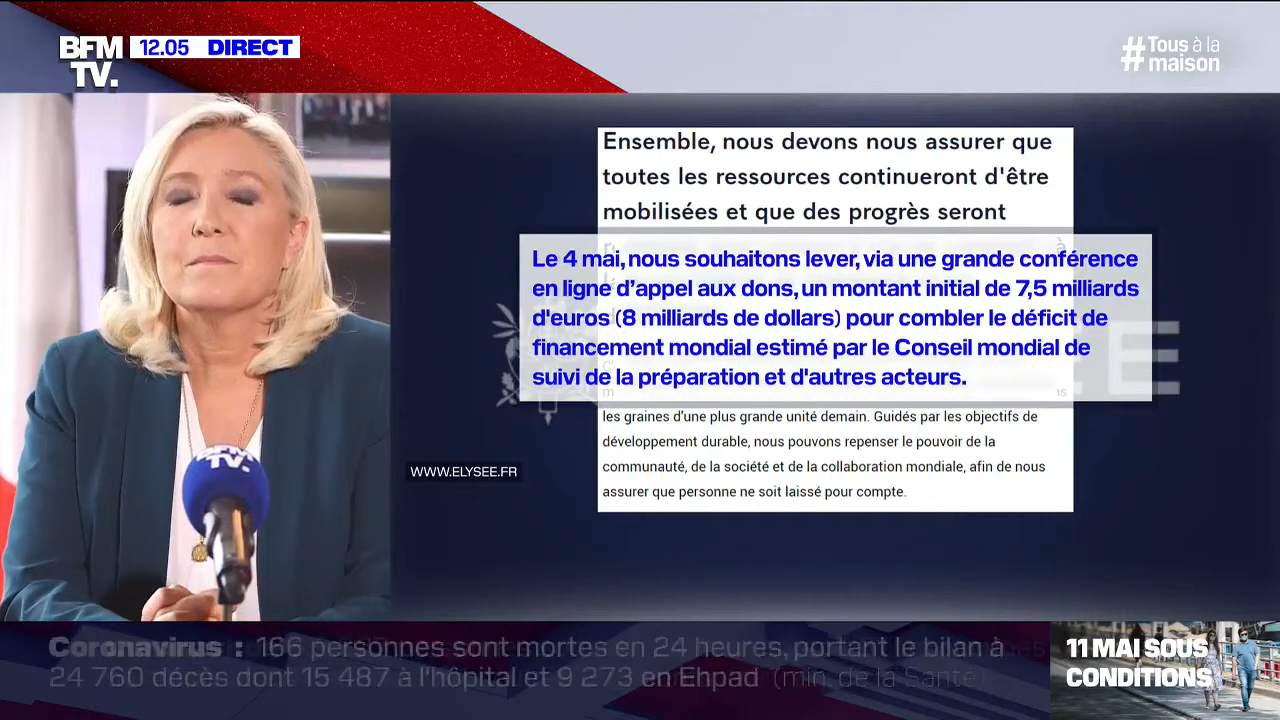 BFM
TV.
12.05 DIRECT
#Tous à la
maison
Ensemble, nous devons nous assurer que
toutes les ressources continueront d'être
mobilisées et que des progrès seront
Le 4 mai, nous souhaitons lever, via une grande conférence
en ligne d'appel aux dons, un montant initial de 7,5 milliards
d'euros (8 milliards de dollars) pour combler le déficit de
financement mondial estimé par le Conseil mondial de
suivi de la préparation et d'autres acteurs.
les graines d'une plus grande unité demain. Guidés par les objectifs de
développement durable, nous pouvons repenser le pouvoir de la
communauté, de la société et de la collaboration mondiale, afin de nous
assurer que personne ne soit laissé pour compte.
WWW.ELYSEE.FR
BFM
TV.
Coronavirus : 166 personnes sont mortes en 24 heures, portant le bilan à
24 760 décès dont 15 487 à l'hôpital et 9 273 en Ehpad (min. de la Santé)
11 MAI SOUS
CONDITIONS